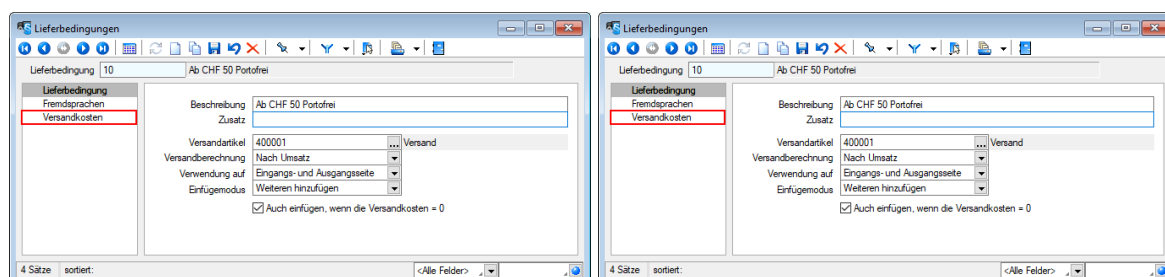 Lieferbedingungen
Lieferbedingung 10 Ab CHF 50 Portofrei
Lieferbedingung
Fremdsprachen
Versandkosten
Beschreibung Ab CHF 50 Portofrei
Zusatz
Versandartikel 400001 ... Versand
Versandberechnung Nach Umsatz
Verwendung auf Eingangs- und Ausgangsseite
Einfügemodus Weiteren hinzufügen
Auch einfügen, wenn die Versandkosten = 0
4 Sätze sortiert: <Alle Felder>
Lieferbedingungen
Lieferbedingung 10 Ab CHF 50 Portofrei
Lieferbedingung
Fremdsprachen
Versandkosten
Beschreibung Ab CHF 50 Portofrei
Zusatz
Versandartikel 400001 ... Versand
Versandberechnung Nach Umsatz
Verwendung auf Eingangs- und Ausgangsseite
Einfügemodus Weiteren hinzufügen
Auch einfügen, wenn die Versandkosten = 0
4 Sätze sortiert: <Alle Felder>